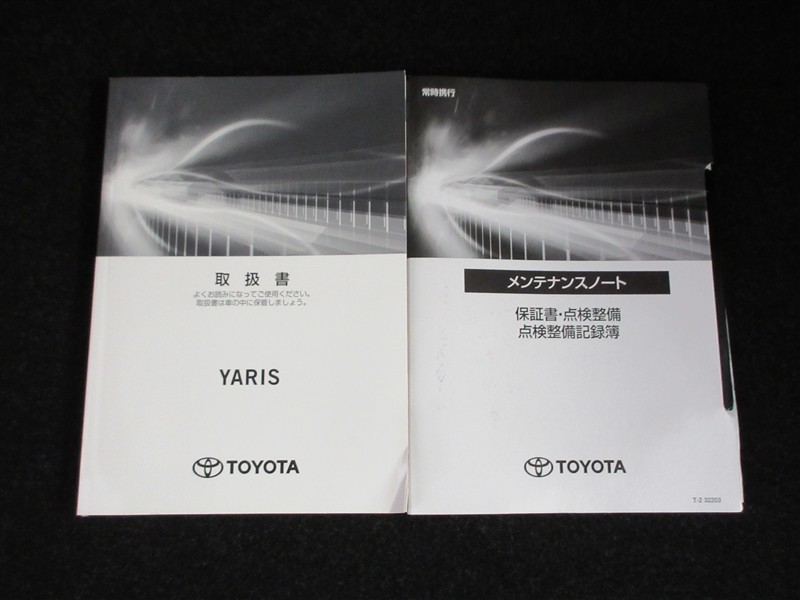 取扱書
よくお読みになってご使用ください。
取扱書は車の中に保管しましょう。
YARIS
TOYOTA
常時携行
メンテナンスノート
保証書・点検整備
点検整備記録簿
TOYOTA